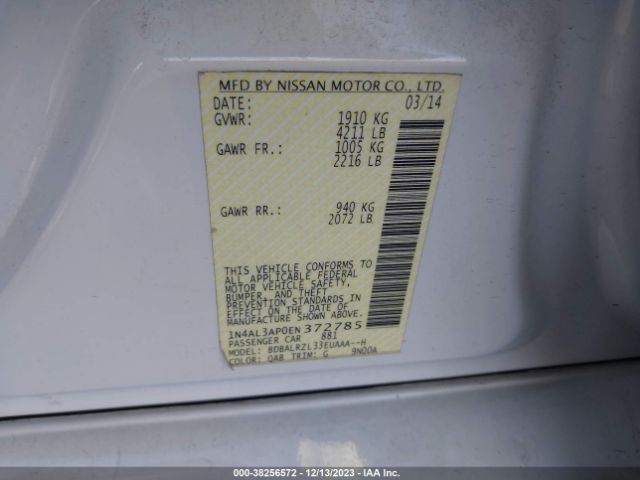 MFD BY NISSAN MOTOR CO., LTD.
DATE: 03/14
GVWR: 1910 KG
4211 LB
GAWR FR.: 1005 KG
2216 LB
GAWR RR.: 940 KG
2072 LB
THIS VEHICLE CONFORMS TO
ALL APPLICABLE FEDERAL
MOTOR VEHICLE SAFETY,
BUMPER, AND THEFT
PREVENTION STANDARDS IN
EFFECT ON THE DATE OF
MANUFACTURE SHOWN ABOVE.
1N4AL3AP0EN 372785
PASSENGER CAR 881
MODEL: BDBALRZL33EUAAA--H
COLOR: QAB TRIM: G 9N00A
000-38256572 — 12/13/2023 — IAA Inc.